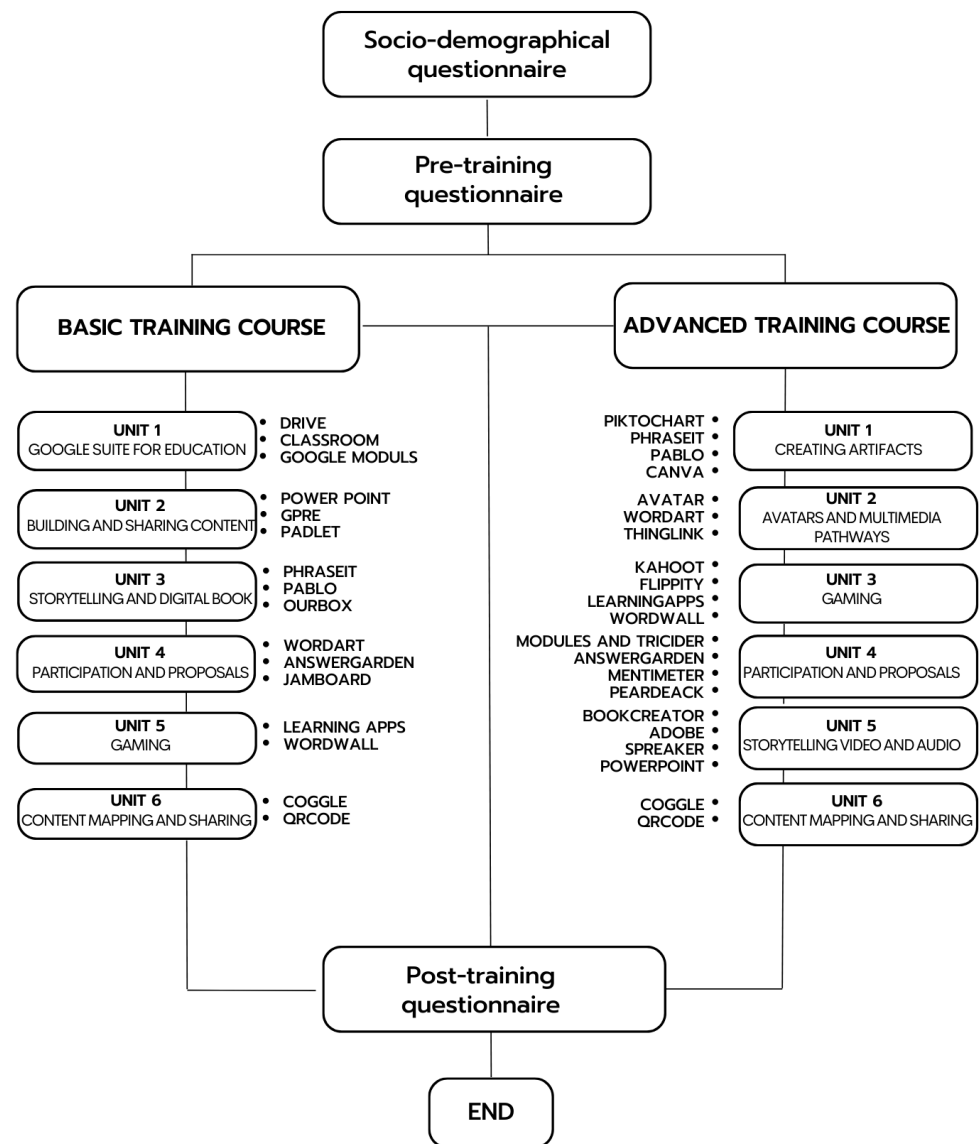 Socio-demographical
questionnaire
Pre-training
questionnaire
BASIC TRAINING COURSE
UNIT 1
GOOGLE SUITE FOR EDUCATION
• DRIVE
• CLASSROOM
• GOOGLE MODULS
UNIT 2
BUILDING AND SHARING CONTENT
• POWER POINT
• GPRE
• PADLET
UNIT 3
STORYTELLING AND DIGITAL BOOK
• PHRASEIT
• PABLO
• OURBOX
UNIT 4
PARTICIPATION AND PROPOSALS
• WORDART
• ANSWERGARDEN
• JAMBOARD
UNIT 5
GAMING
• LEARNING APPS
• WORDWALL
UNIT 6
CONTENT MAPPING AND SHARING
• COGGLE
• QRCODE
ADVANCED TRAINING COURSE
PIKTOCHART •
PHRASEIT •
PABLO •
CANVA •
UNIT 1
CREATING ARTIFACTS
AVATAR •
WORDART •
THINGLINK •
UNIT 2
AVATARS AND MULTIMEDIA
PATHWAYS
KAHOOT •
FLIPPITY •
LEARNINGAPPS •
WORDWALL •
UNIT 3
GAMING
MODULES AND TRICIDER •
ANSWERGARDEN •
MENTIMETER •
PEARDEACK •
UNIT 4
PARTICIPATION AND PROPOSALS
BOOKCREATOR •
ADOBE •
SPREAKER •
POWERPOINT •
UNIT 5
STORYTELLING VIDEO AND AUDIO
COGGLE •
QRCODE •
UNIT 6
CONTENT MAPPING AND SHARING
Post-training
questionnaire
END